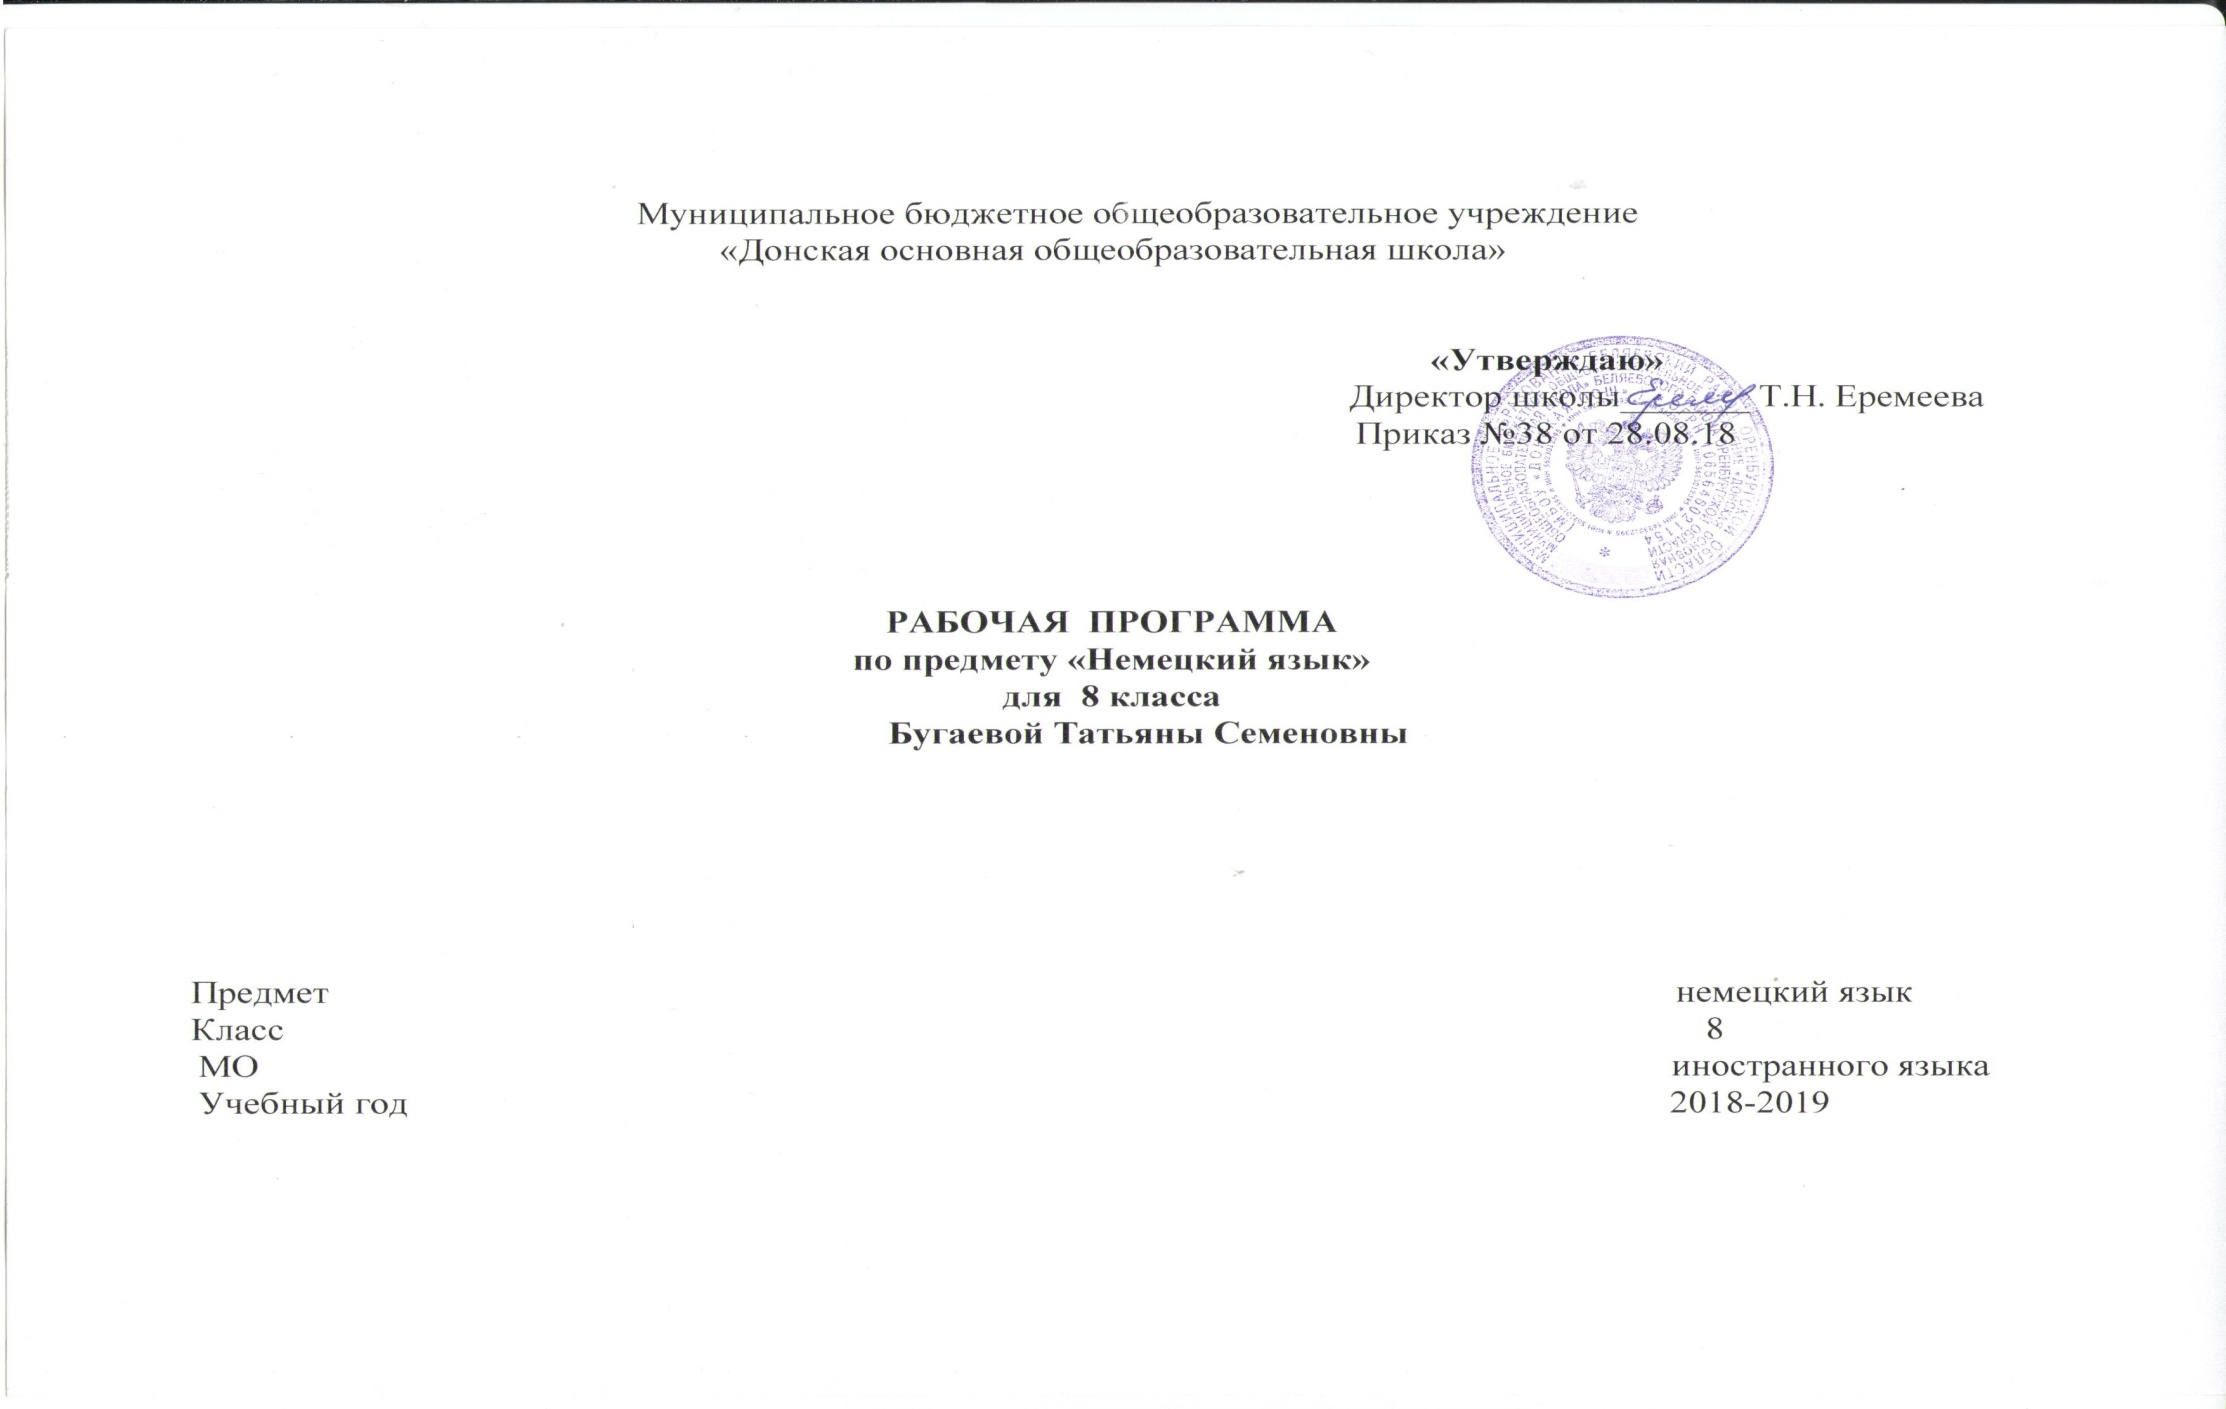 Муниципальное бюджетное общеобразовательное учреждение
«Донская основная общеобразовательная школа»
«Утверждаю»
Директор школы________ Т.Н. Еремеева
Приказ №38 от 28.08.18
РАБОЧАЯ ПРОГРАММА
по предмету «Немецкий язык»
для 8 класса
Бугаевой Татьяны Семеновны
Предмет немецкий язык
Класс 8
МО иностранного языка
Учебный год 2018-2019